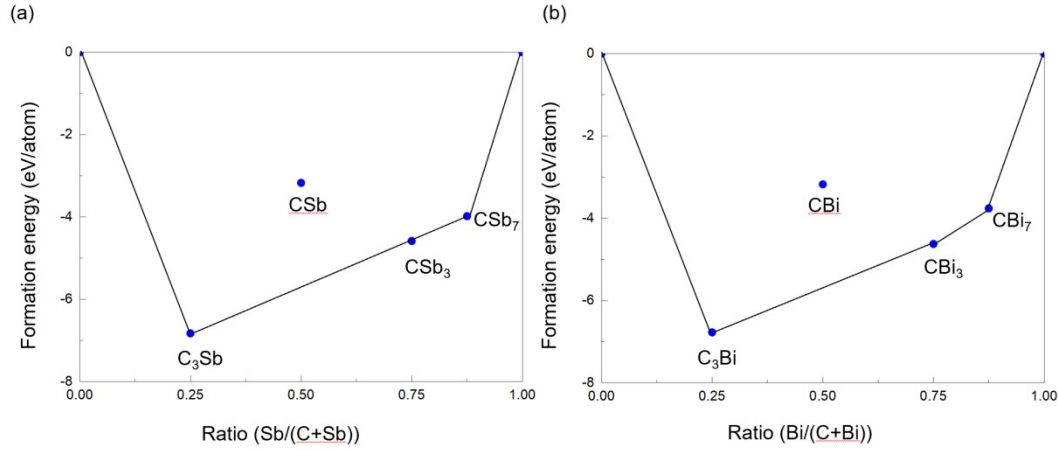 (a)
Formation energy (eV/atom)
0
-2
-4
-6
-8
CSb
CSb₇
CSb₃
C₃Sb
0.00
0.25
0.50
0.75
1.00
Ratio (Sb/(C+Sb))
(b)
Formation energy (eV/atom)
0
-2
-4
-6
-8
CBi
CBi₇
CBi₃
C₃Bi
0.00
0.25
0.50
0.75
1.00
Ratio (Bi/(C+Bi))